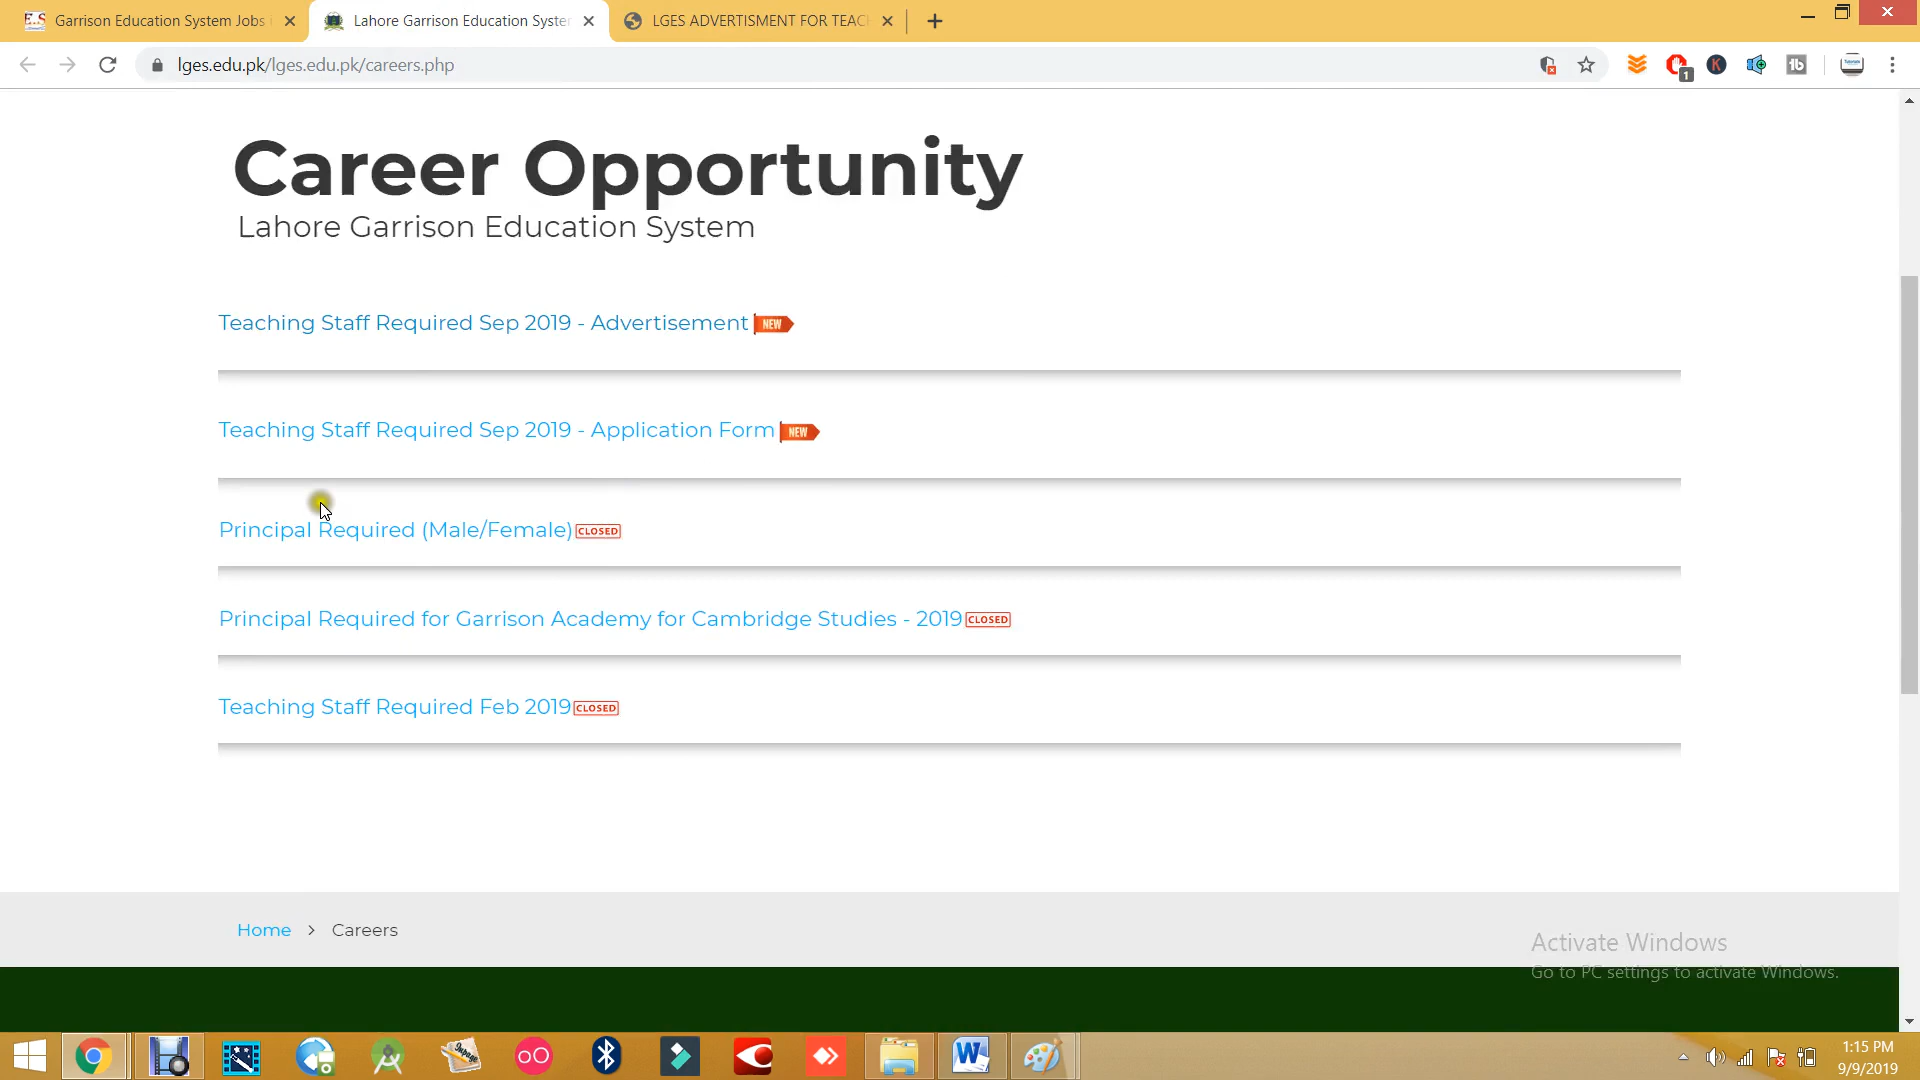 Garrison Education System Jobs
Lahore Garrison Education System
LGES ADVERTISMENT FOR TEAC
lges.edu.pk/lges.edu.pk/careers.php
1
K
Career Opportunity
Lahore Garrison Education System
Teaching Staff Required Sep 2019 - Advertisement NEW
Teaching Staff Required Sep 2019 - Application Form NEW
Principal Required (Male/Female) CLOSED
Principal Required for Garrison Academy for Cambridge Studies - 2019 CLOSED
Teaching Staff Required Feb 2019 CLOSED
Home > Careers
Activate Windows
Go to PC settings to activate Windows.
Inpage
W
1:15 PM
9/9/2019